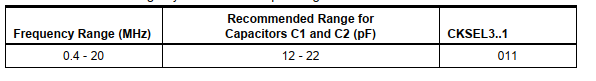 Frequency Range (MHz)
Recommended Range for
Capacitors C1 and C2 (pF)
CKSEL3..1
0.4 - 20
12 - 22
011